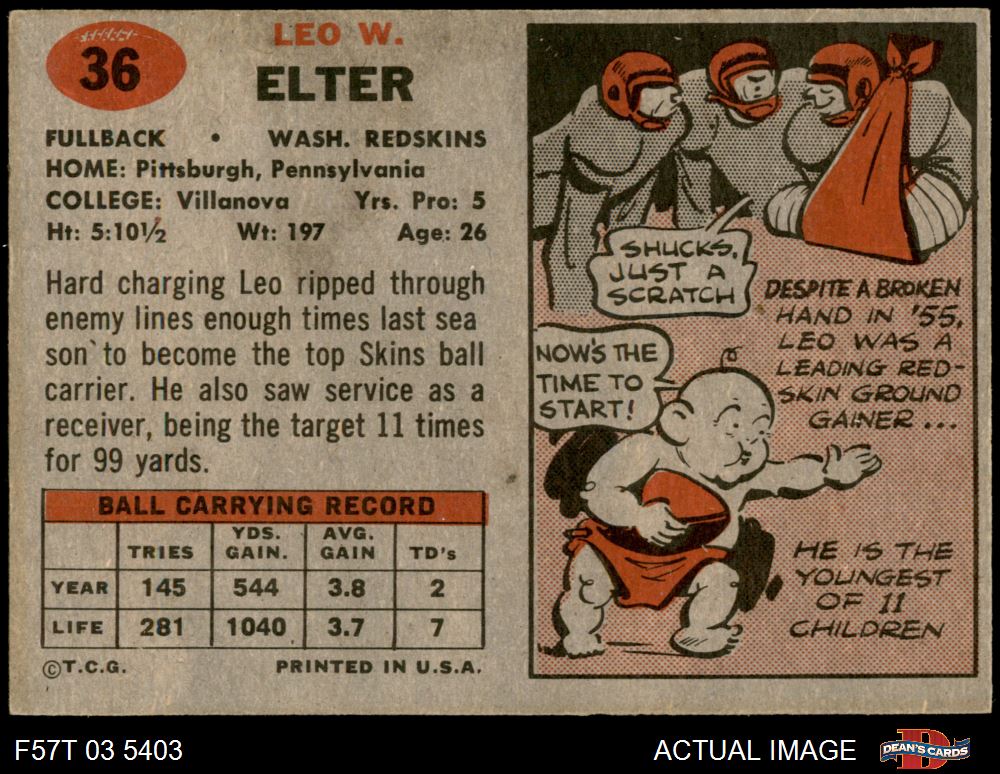 36
LEO W.
ELTER
FULLBACK • WASH. REDSKINS
HOME: Pittsburgh, Pennsylvania
COLLEGE: Villanova Yrs. Pro: 5
Ht: 5:10½ Wt: 197 Age: 26
Hard charging Leo ripped through
enemy lines enough times last sea
son to become the top Skins ball
carrier. He also saw service as a
receiver, being the target 11 times
for 99 yards.
BALL CARRYING RECORD
TRIES YDS. GAIN. AVG. GAIN TD's
YEAR 145 544 3.8 2
LIFE 281 1040 3.7 7
©T.C.G. PRINTED IN U.S.A.
SHUCKS,
JUST A
SCRATCH
DESPITE A BROKEN
HAND IN '55,
LEO WAS A
LEADING RED-
SKIN GROUND
GAINER...
NOW'S THE
TIME TO
START!
HE IS THE
YOUNGEST
OF 11
CHILDREN
F57T 03 5403 ACTUAL IMAGE DEAN'S CARDS